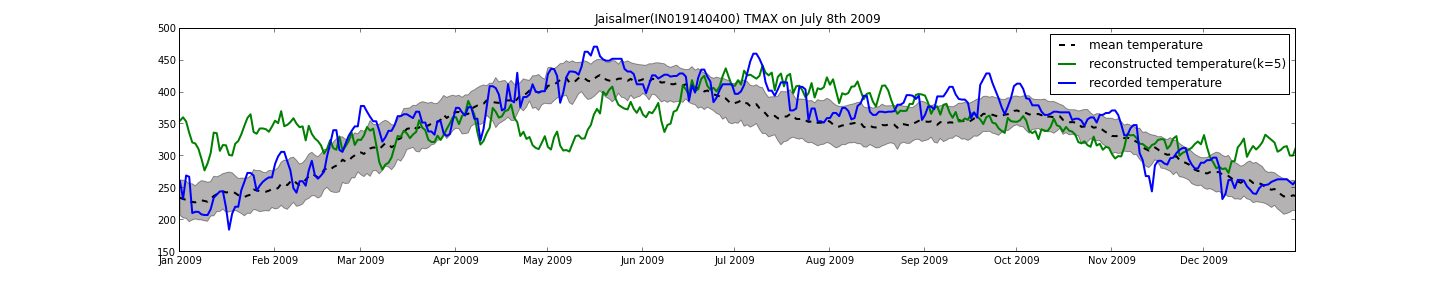 Jaisalmer(IN019140400) TMAX on July 8th 2009
500
450
400
350
300
250
200
150
mean temperature
reconstructed temperature(k=5)
recorded temperature
Jan 2009 Feb 2009 Mar 2009 Apr 2009 May 2009 Jun 2009 Jul 2009 Aug 2009 Sep 2009 Oct 2009 Nov 2009 Dec 2009